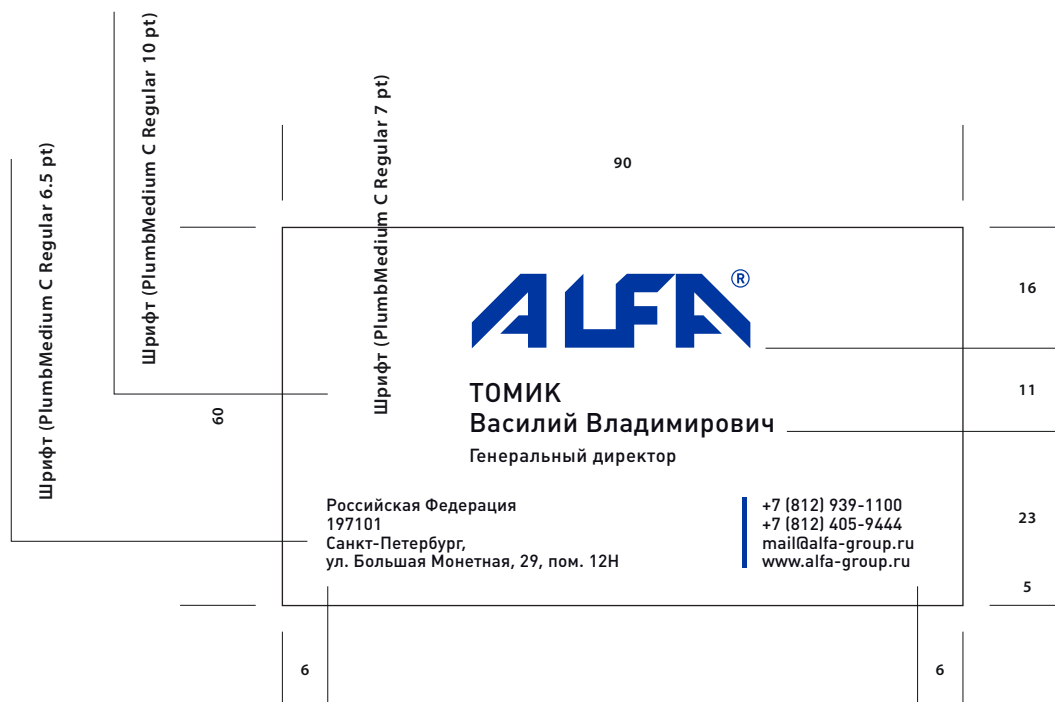 Шрифт (PlumbMedium C Regular 6.5 pt)
Шрифт (PlumbMedium C Regular 10 pt)
Шрифт (PlumbMedium C Regular 7 pt)
90
60
ALFA®
ТОМИК
Василий Владимирович
Генеральный директор
Российская Федерация
197101
Санкт-Петербург,
ул. Большая Монетная, 29, пом. 12Н
+7 (812) 939-1100
+7 (812) 405-9444
mail@alfa-group.ru
www.alfa-group.ru
16
11
23
5
6
6